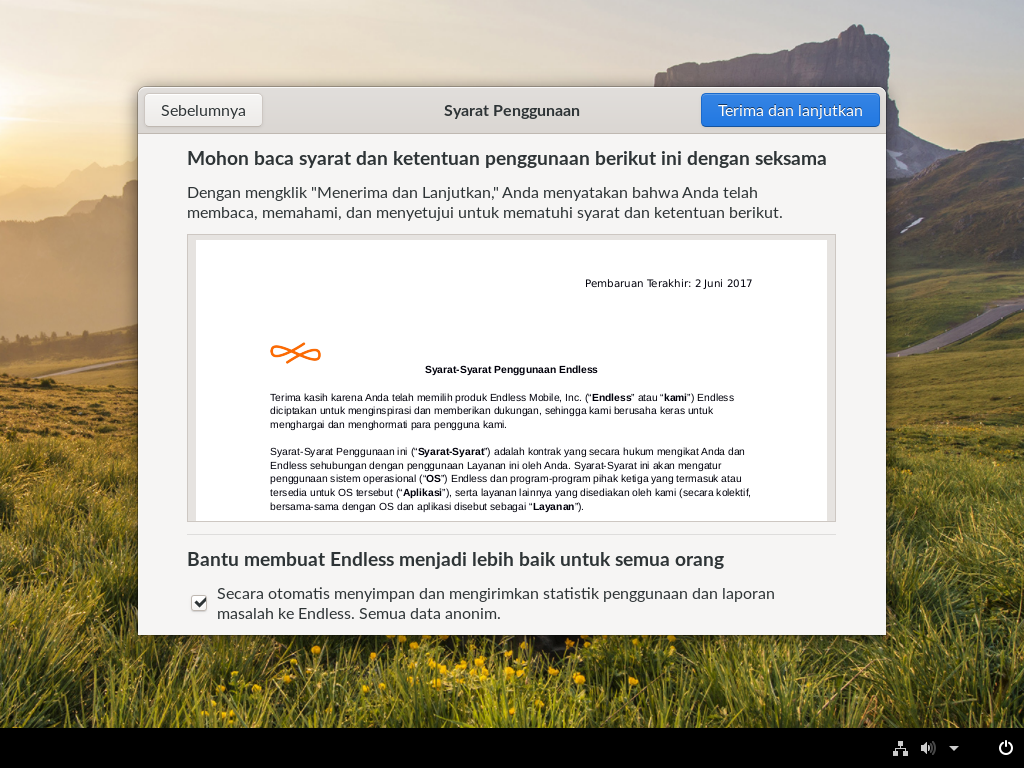 Sebelumnya
Syarat Penggunaan
Terima dan lanjutkan
Mohon baca syarat dan ketentuan penggunaan berikut ini dengan seksama
Dengan mengklik "Menerima dan Lanjutkan," Anda menyatakan bahwa Anda telah
membaca, memahami, dan menyetujui untuk mematuhi syarat dan ketentuan berikut.
Pembaruan Terakhir: 2 Juni 2017
Syarat-Syarat Penggunaan Endless
Terima kasih karena Anda telah memilih produk Endless Mobile, Inc. (“Endless” atau “kami”) Endless
diciptakan untuk menginspirasi dan memberikan dukungan, sehingga kami berusaha keras untuk
menghargai dan menghormati para pengguna kami.
Syarat-Syarat Penggunaan ini (“Syarat-Syarat”) adalah kontrak yang secara hukum mengikat Anda dan
Endless sehubungan dengan penggunaan Layanan ini oleh Anda. Syarat-Syarat ini akan mengatur
penggunaan sistem operasional (“OS”) Endless dan program-program pihak ketiga yang termasuk atau
tersedia untuk OS tersebut (“Aplikasi”), serta layanan lainnya yang disediakan oleh kami (secara kolektif,
bersama-sama dengan OS dan aplikasi disebut sebagai “Layanan”).
Bantu membuat Endless menjadi lebih baik untuk semua orang
Secara otomatis menyimpan dan mengirimkan statistik penggunaan dan laporan
masalah ke Endless. Semua data anonim.